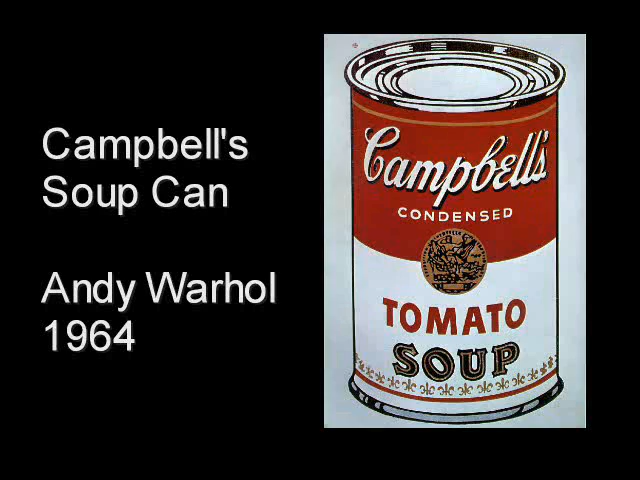 Campbell's
Soup Can
Andy Warhol
1964
Campbell's
CONDENSED
TOMATO
SOUP